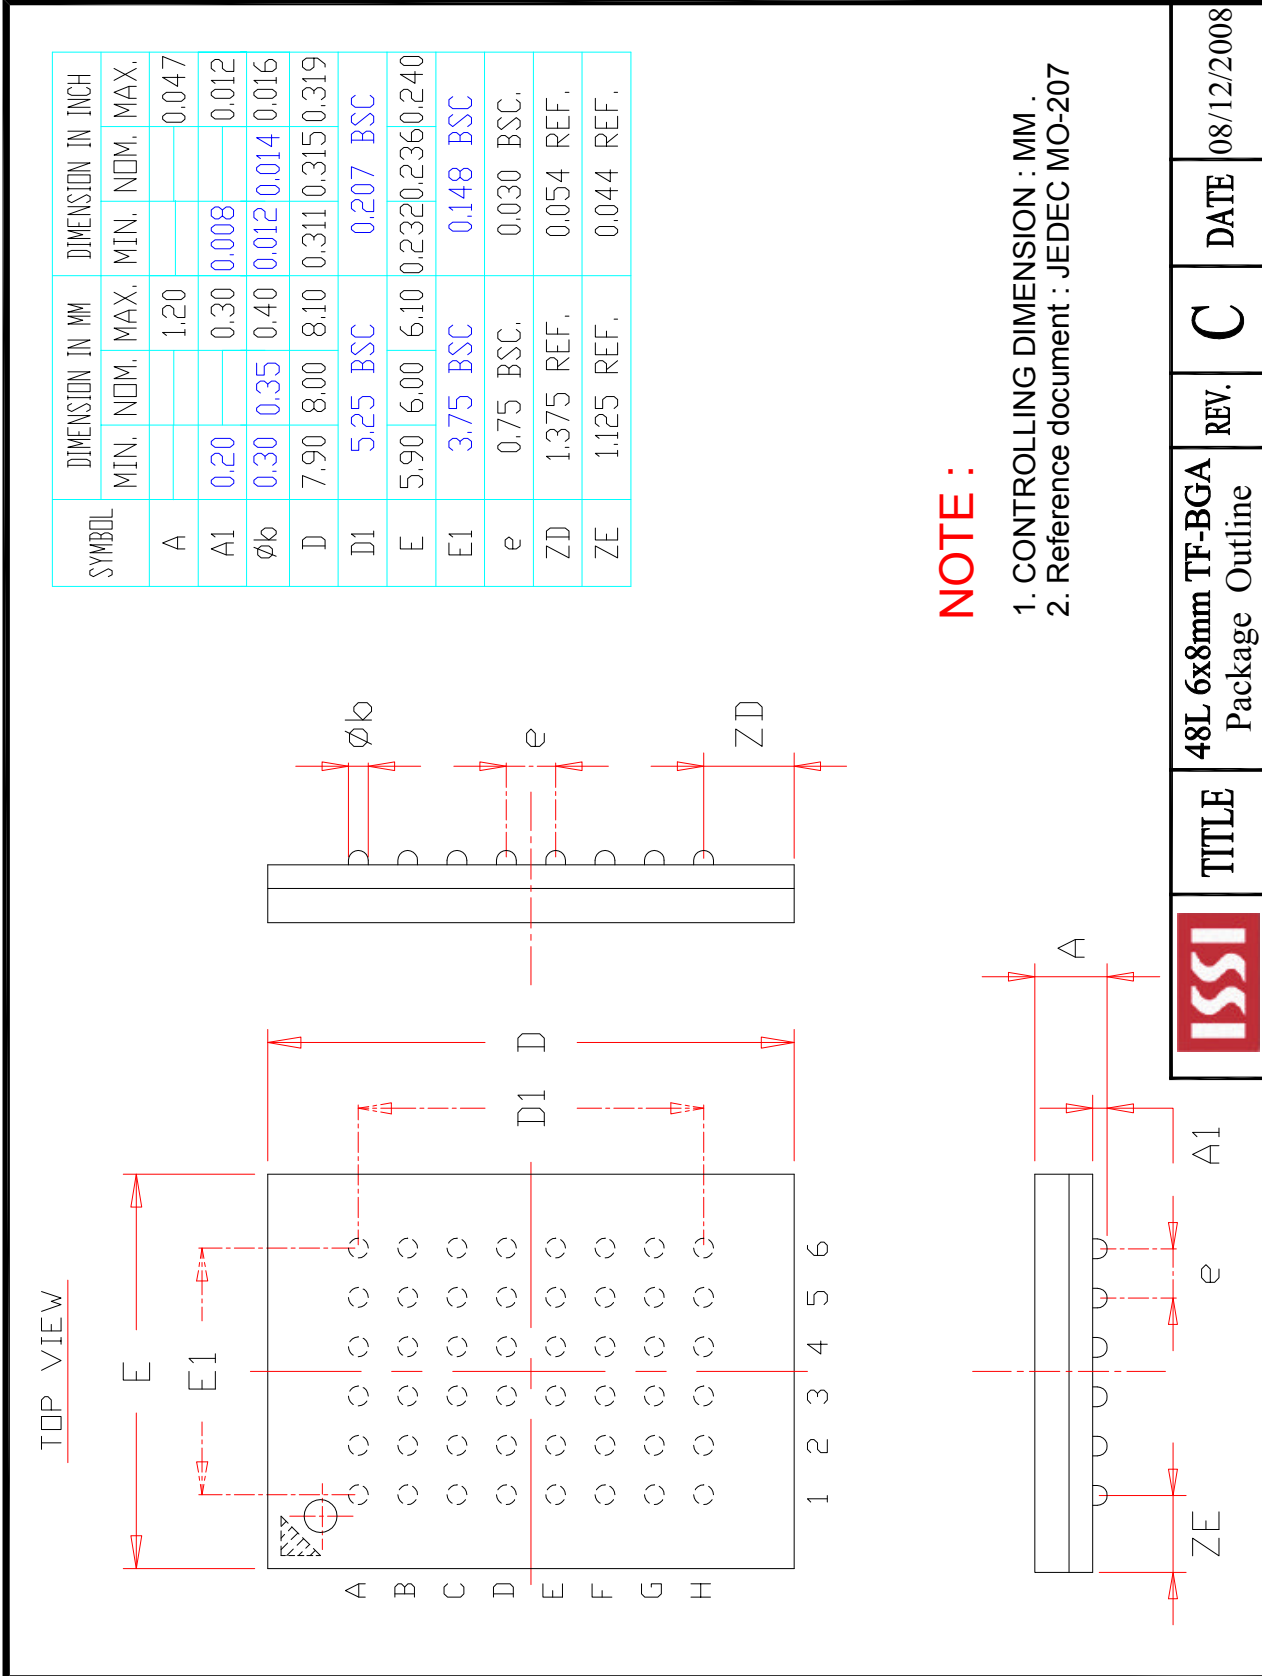 TOP VIEW
E
E1
A
B
C
D
E
F
G
H
1 2 3 4 5 6
D1
D
Øb
e
ZD
ZE
e
A1
A
SYMBOL DIMENSION IN MM DIMENSION IN INCH
MIN. NOM. MAX. MIN. NOM. MAX.
A 1.20 0.047
A1 0.20 0.30 0.008 0.012
Øb 0.30 0.35 0.40 0.012 0.014 0.016
D 7.90 8.00 8.10 0.311 0.315 0.319
D1 5.25 BSC 0.207 BSC
E 5.90 6.00 6.10 0.232 0.236 0.240
E1 3.75 BSC 0.148 BSC
e 0.75 BSC. 0.030 BSC.
ZD 1.375 REF. 0.054 REF.
ZE 1.125 REF. 0.044 REF.
NOTE :
1. CONTROLLING DIMENSION : MM .
2. Reference document : JEDEC MO-207
ISSI TITLE 48L 6x8mm TF-BGA REV. C DATE 08/12/2008
Package Outline